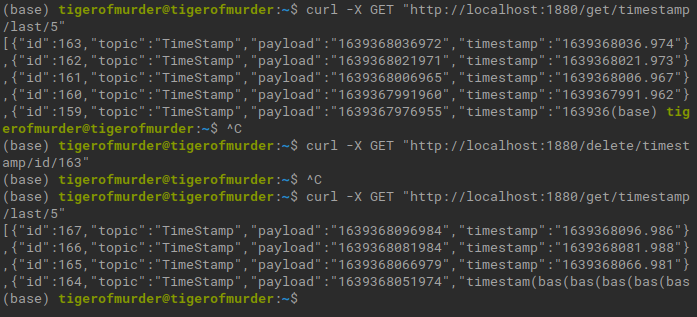 (base) tigerofmurder@tigerofmurder:~$ curl -X GET "http://localhost:1880/get/timestamp
/last/5"
[{"id":163,"topic":"TimeStamp","payload":"1639368036972","timestamp":"1639368036.974"}
,{"id":162,"topic":"TimeStamp","payload":"1639368021971","timestamp":"1639368021.973"}
,{"id":161,"topic":"TimeStamp","payload":"1639368006965","timestamp":"1639368006.967"}
,{"id":160,"topic":"TimeStamp","payload":"1639367991960","timestamp":"1639367991.962"}
,{"id":159,"topic":"TimeStamp","payload":"1639367976955","timestamp":"163936(base) tig
erofmurder@tigerofmurder:~$ ^C
(base) tigerofmurder@tigerofmurder:~$ curl -X GET "http://localhost:1880/delete/timest
amp/id/163"
(base) tigerofmurder@tigerofmurder:~$ ^C
(base) tigerofmurder@tigerofmurder:~$ curl -X GET "http://localhost:1880/get/timestamp
/last/5"
[{"id":167,"topic":"TimeStamp","payload":"1639368096984","timestamp":"1639368096.986"}
,{"id":166,"topic":"TimeStamp","payload":"1639368081984","timestamp":"1639368081.988"}
,{"id":165,"topic":"TimeStamp","payload":"1639368066979","timestamp":"1639368066.981"}
,{"id":164,"topic":"TimeStamp","payload":"1639368051974","timestam(bas(bas(bas(bas(bas
(base) tigerofmurder@tigerofmurder:~$